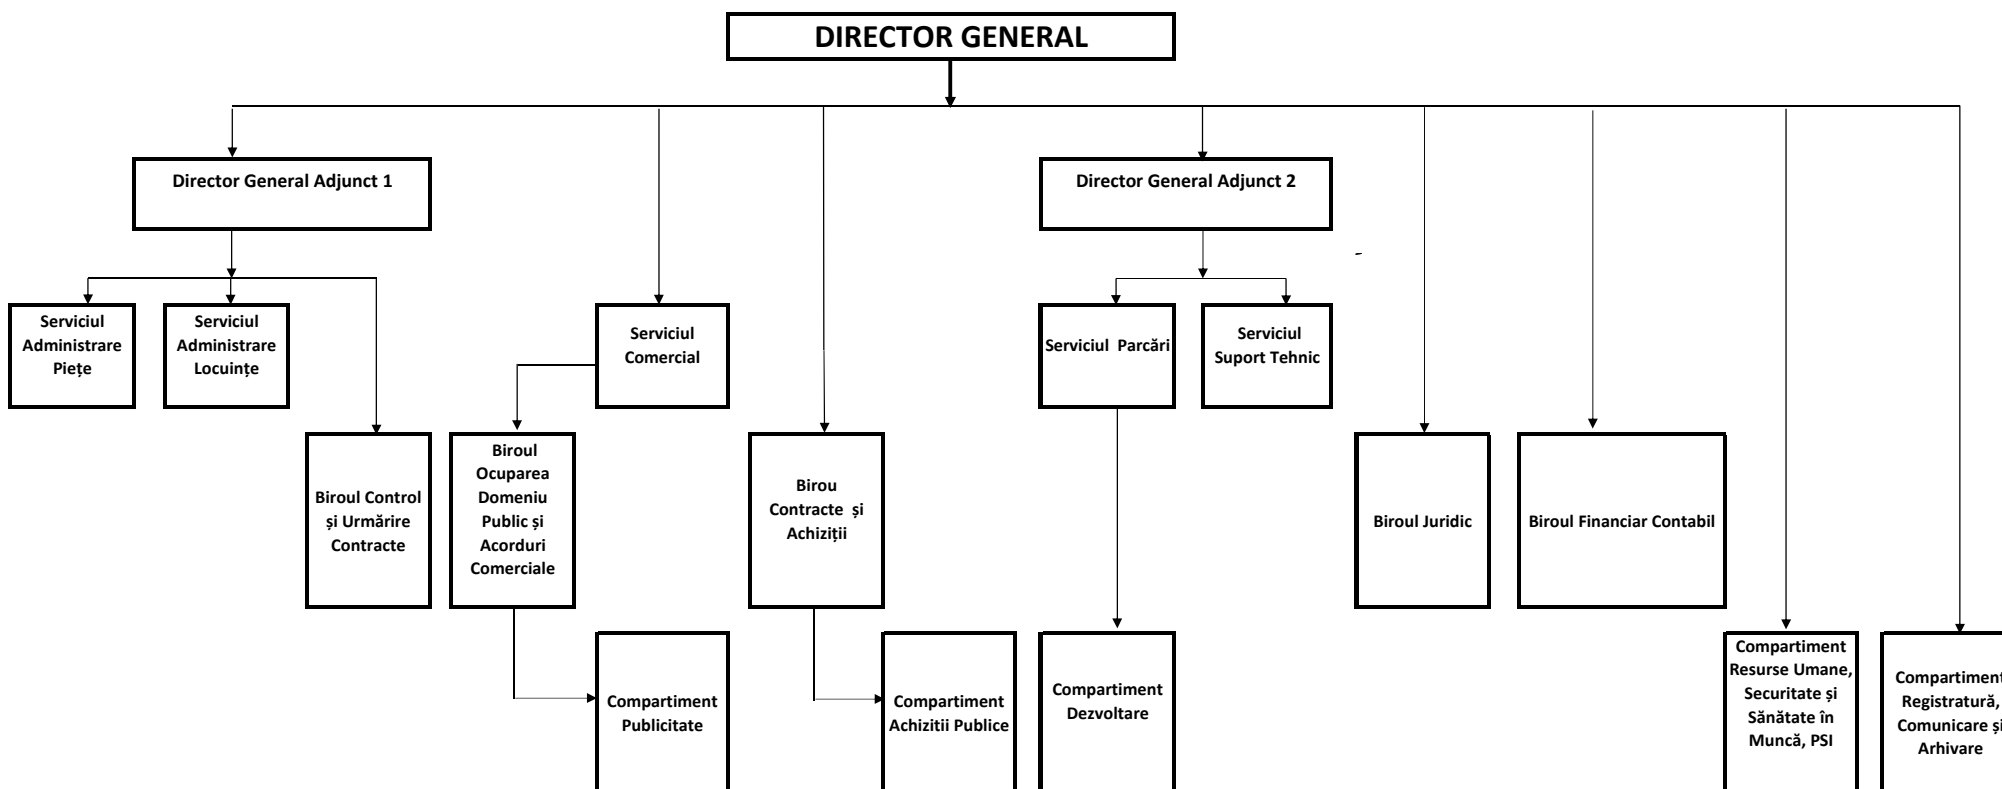 DIRECTOR GENERAL
Director General Adjunct 1
Director General Adjunct 2
Serviciul
Administrare
Piețe
Serviciul
Administrare
Locuințe
Serviciul
Comercial
Serviciul  Parcări
Serviciul
Suport Tehnic
Biroul Control
și Urmărire
Contracte
Biroul
Ocuparea
Domeniu
Public și
Acorduri
Comerciale
Birou
Contracte  și
Achiziții
Biroul Juridic
Biroul Financiar Contabil
Compartiment
Publicitate
Compartiment
Achizitii Publice
Compartiment
Dezvoltare
Compartiment
Resurse Umane,
Securitate și
Sănătate în
Muncă, PSI
Compartiment
Registratură,
Comunicare și
Arhivare